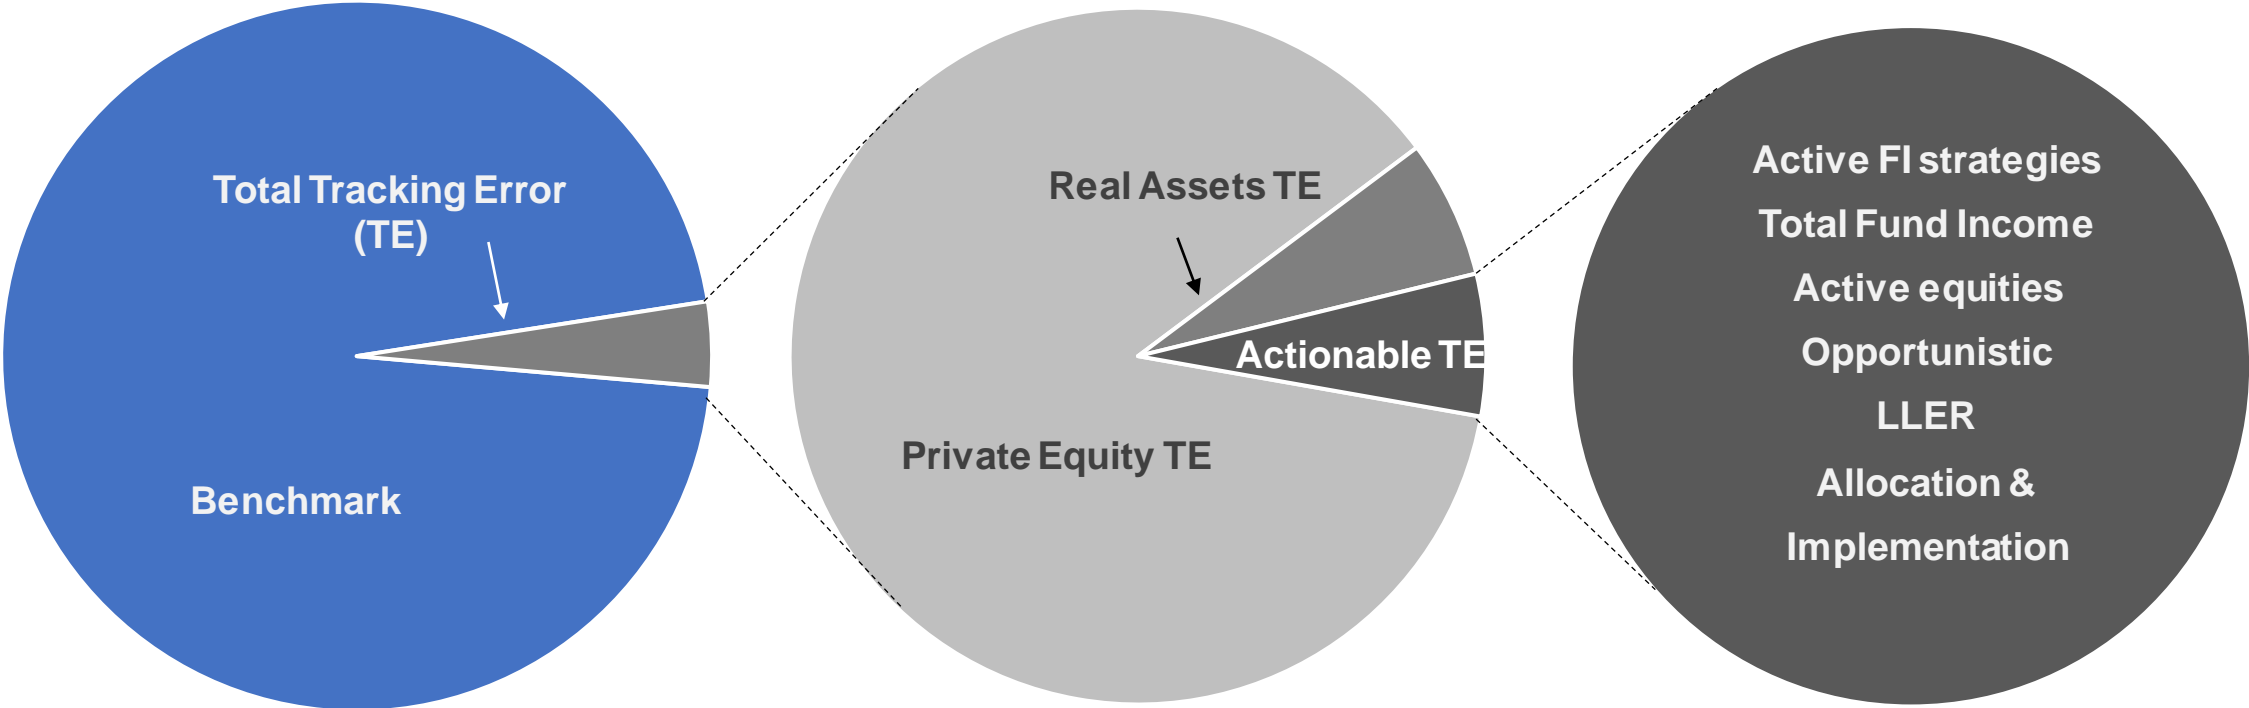 Total Tracking Error
(TE)
Benchmark
Real Assets TE
Actionable TE
Private Equity TE
Active FI strategies
Total Fund Income
Active equities
Opportunistic
LLER
Allocation &
Implementation